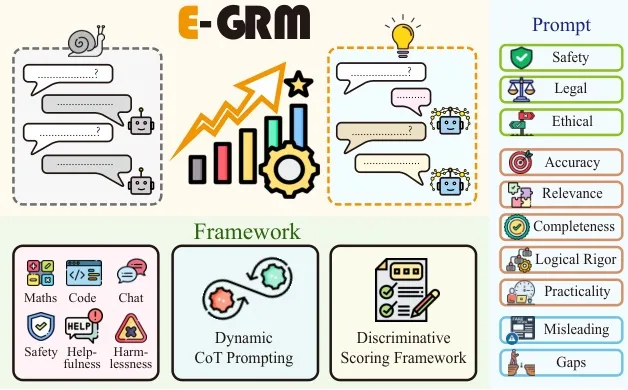 E-GRM
....................?
....................
....................?
....................
....................?
............
....................?
....................
Framework
Maths
Code
Chat
Safety
Help-
fulness
Harm-
lessness
HELP!
Dynamic
CoT Prompting
Discriminative
Scoring Framework
Prompt
Safety
Legal
Ethical
Accuracy
Relevance
Completeness
Logical Rigor
Practicality
Misleading
Gaps